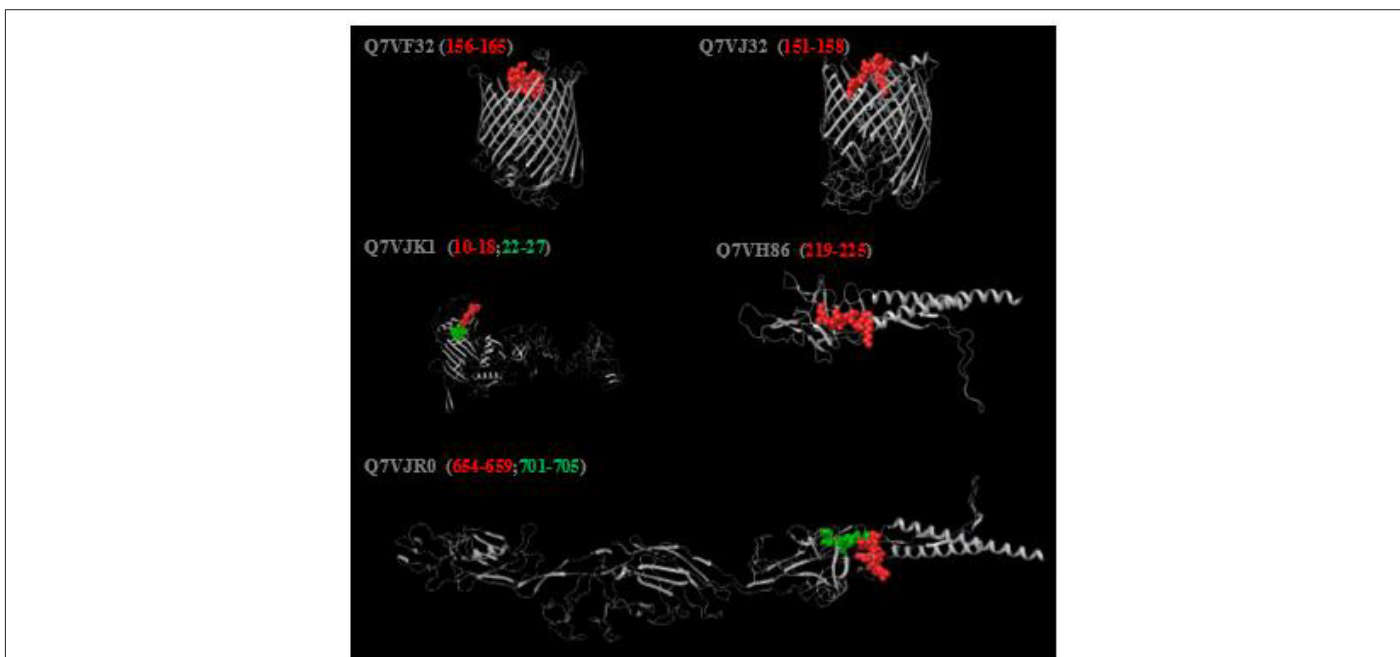 Q7VF32 (156-165)
Q7VJ32 (151-158)
Q7VJK1 (10-18;22-27)
Q7VH86 (219-225)
Q7VJR0 (654-659;701-705)